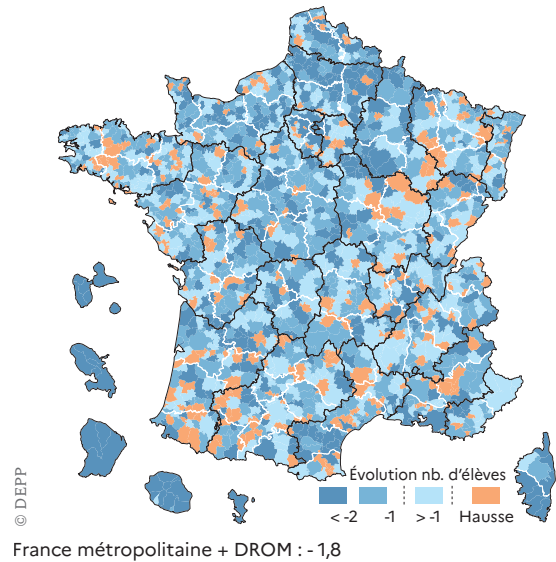 © DEPP
Évolution nb. d'élèves
< -2 -1 > -1 Hausse
France métropolitaine + DROM : - 1,8